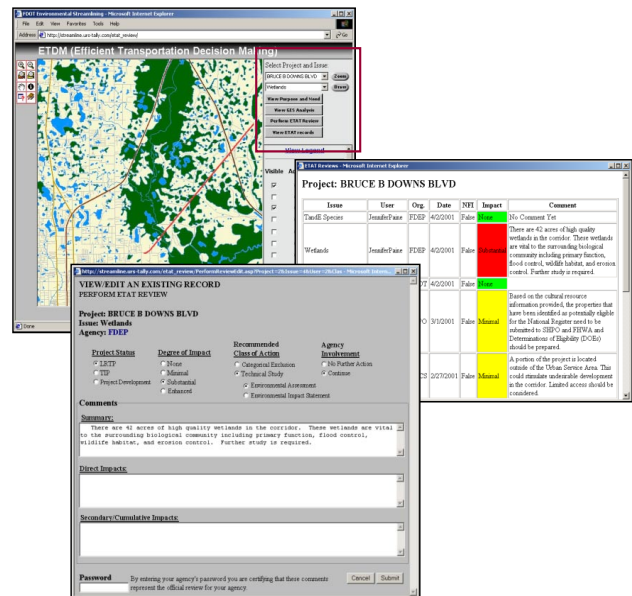 FDOT Environmental Streamlining - Microsoft Internet Explorer
File Edit View Favorites Tools Help
Address http://streamline.urs-tally.com/etat_review/ Go
ETDM (Efficient Transportation Decision Making)
Select Project and Issue:
BRUCE B DOWNS BLVD Zoom
Wetlands
View Purpose and Need
View GIS Analysis
Perform ETAT Review
View ETAT records
View Legend
Visible
Done
ETAT Reviews - Microsoft Internet Explorer
Project: BRUCE B DOWNS BLVD
Issue User Org. Date NFI Impact Comment
TandE Species JenniferPaine FDEP 4/2/2001 False None No Comment Yet
Wetlands JenniferPaine FDEP 4/2/2001 False Substantial
There are 42 acres of high quality
wetlands in the corridor. These wetlands
are vital to the surrounding biological
community including primary function,
flood control, wildlife habitat, and erosion
control. Further study is required.
OT 4/2/2001 False None
PO 3/1/2001 False Minimal
Based on the cultural resource
information provided, the properties that
have been identified as potentially eligible
for the National Register need to be
submitted to SHPO and FHWA and
Determinations of Eligibility (DOEs)
should be prepared.
CS 2/27/2001 False Minimal
A portion of the project is located
outside of the Urban Service Area. This
could stimulate undesirable development
in the corridor. Limited access should be
considered.
VIEW/EDIT AN EXISTING RECORD
PERFORM ETAT REVIEW
Project: BRUCE B DOWNS BLVD
Issue: Wetlands
Agency: FDEP
Project Status
LRTP
TIP
Project Development
Degree of Impact
None
Minimal
Substantial
Enhanced
Recommended
Class of Action
Categorical Exclusion
Technical Study
Environmental Assessment
Environmental Impact Statement
Agency
Involvement
No Further Action
Continue
Comments
Summary:
There are 42 acres of high quality wetlands in the corridor. These wetlands are vital
to the surrounding biological community including primary function, flood control,
wildlife habitat, and erosion control. Further study is required.
Direct Impacts:
Secondary/Cumulative Impacts:
Password By entering your agency's password you are certifying that these comments
represent the official review for your agency.
Cancel Submit